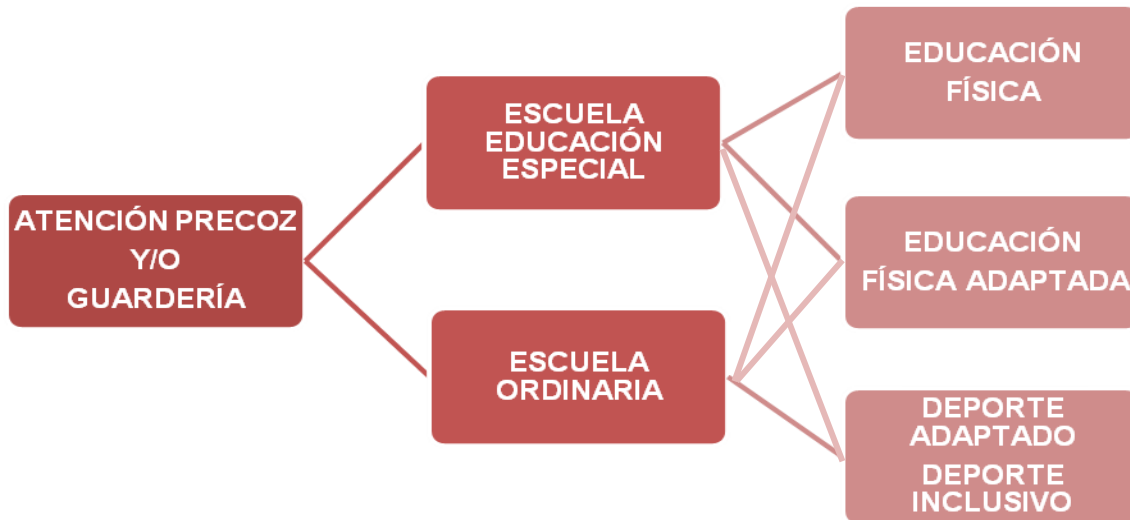 ATENCIÓN PRECOZ
Y/O
GUARDERÍA
ESCUELA
EDUCACIÓN
ESPECIAL
ESCUELA
ORDINARIA
EDUCACIÓN
FÍSICA
EDUCACIÓN
FÍSICA ADAPTADA
DEPORTE
ADAPTADO
DEPORTE
INCLUSIVO